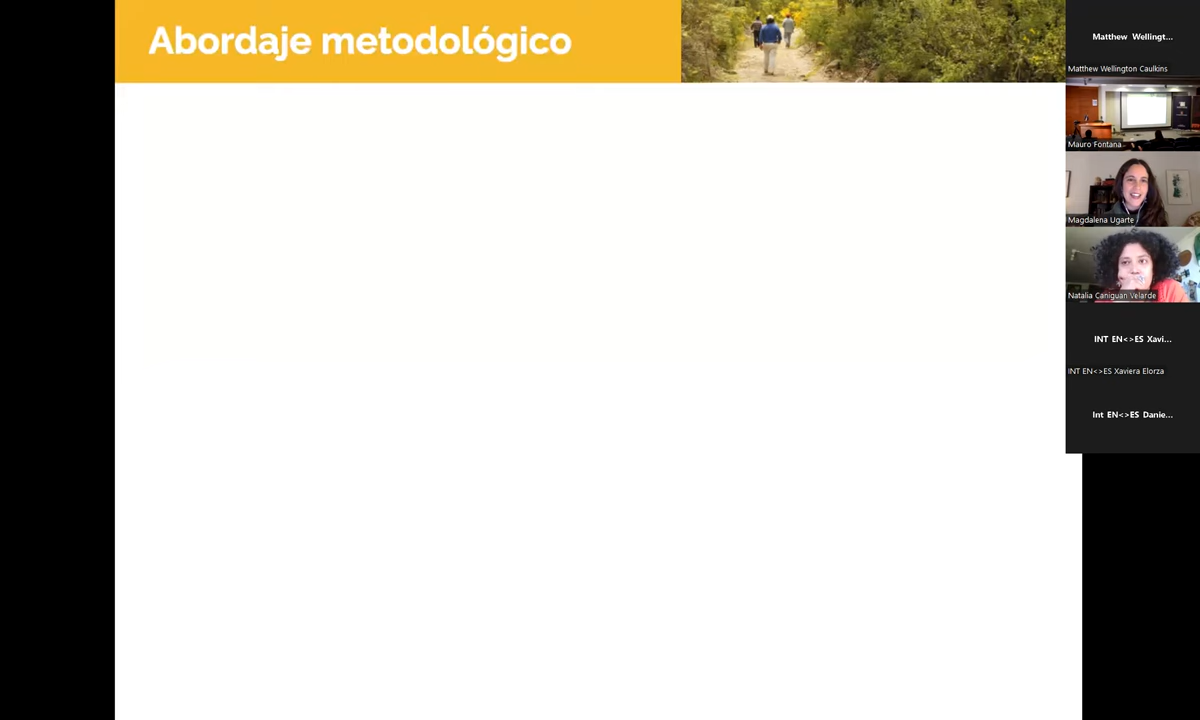 Abordaje metodológico
Matthew Wellingt...
Matthew Wellington Caulkins
Mauro Fontana
Magdalena Ugarte
Natalia Caniguan Velarde
INT EN<>ES Xavi...
INT EN<>ES Xaviera Elorza
Int EN<>ES Danie...